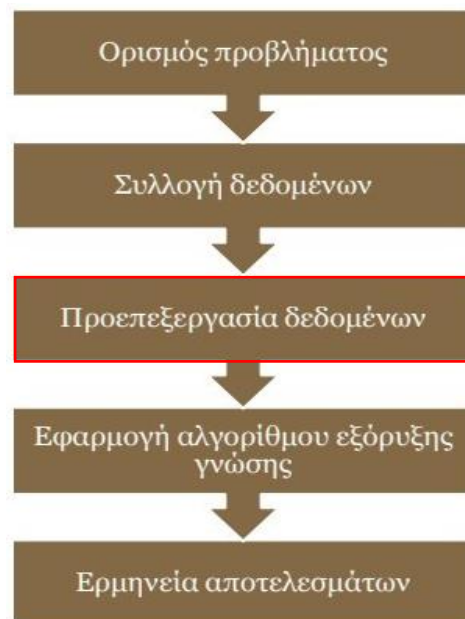 Ορισμός προβλήματος
Συλλογή δεδομένων
Προεπεξεργασία δεδομένων
Εφαρμογή αλγορίθμου εξόρυξης
γνώσης
Ερμηνεία αποτελεσμάτων